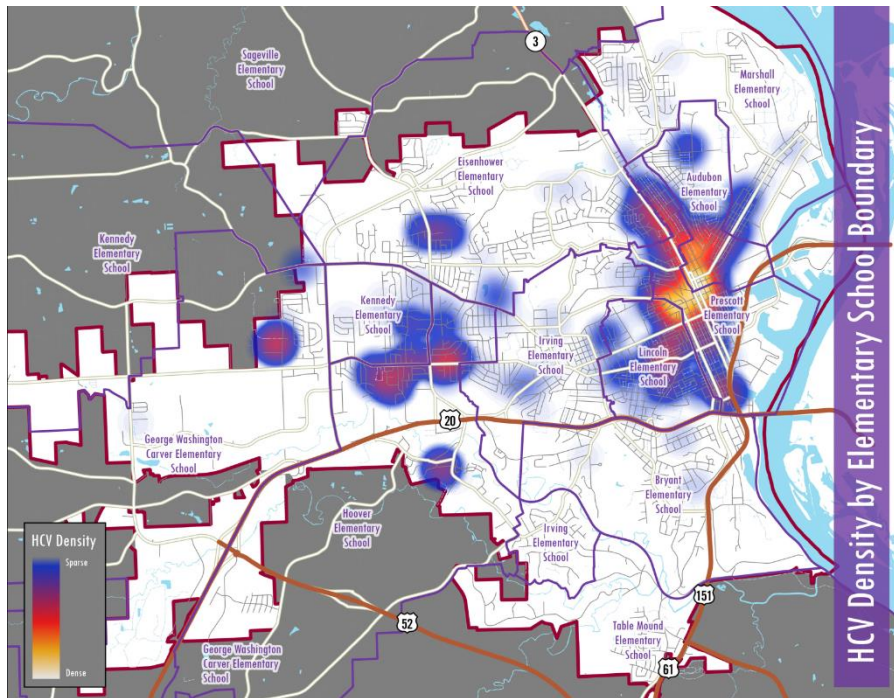 3
Sageville
Elementary
School
Marshall
Elementary
School
Eisenhower
Elementary
School
Audubon
Elementary
School
Kennedy
Elementary
School
Kennedy
Elementary
School
Prescott
Elementary
School
Irving
Elementary
School
Lincoln
Elementary
School
20
George Washington
Carver Elementary
School
Bryant
Elementary
School
Hoover
Elementary
School
Irving
Elementary
School
HCV Density
Sparse
Dense
151
52
Table Mound
Elementary
School
George Washington
Carver Elementary
School
61
HCV Density by Elementary School Boundary